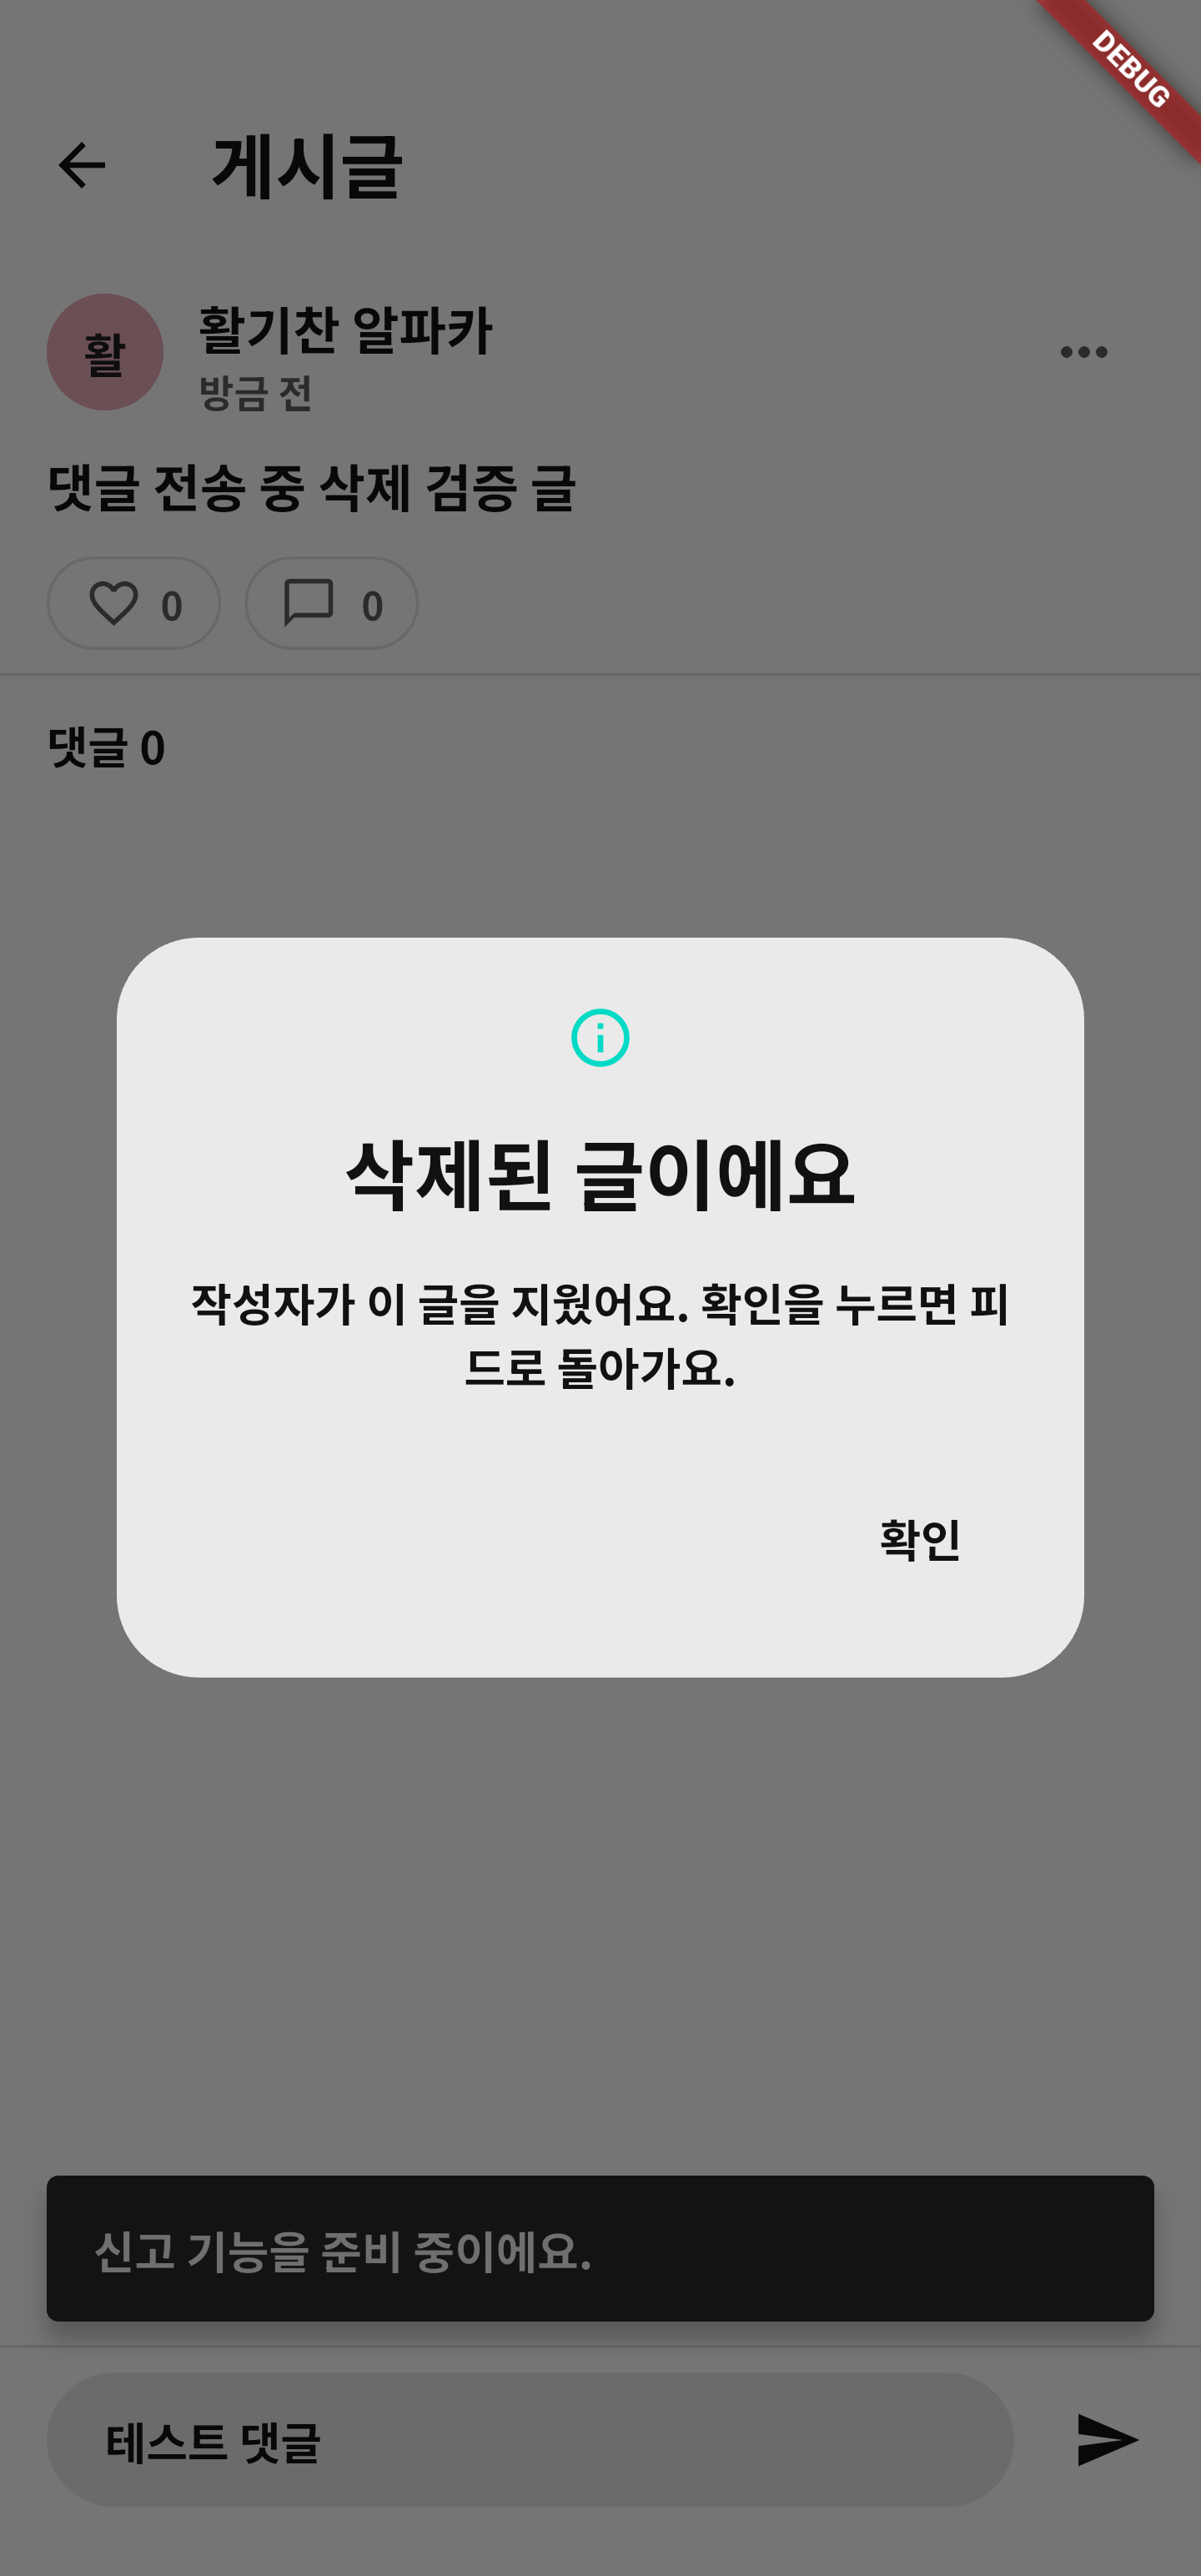 DEBUG
게시글
활
활기찬 알파카
방금 전
댓글 전송 중 삭제 검증 글
0
0
댓글 0
삭제된 글이에요
작성자가 이 글을 지웠어요. 확인을 누르면 피
드로 돌아가요.
확인
신고 기능을 준비 중이에요.
테스트 댓글